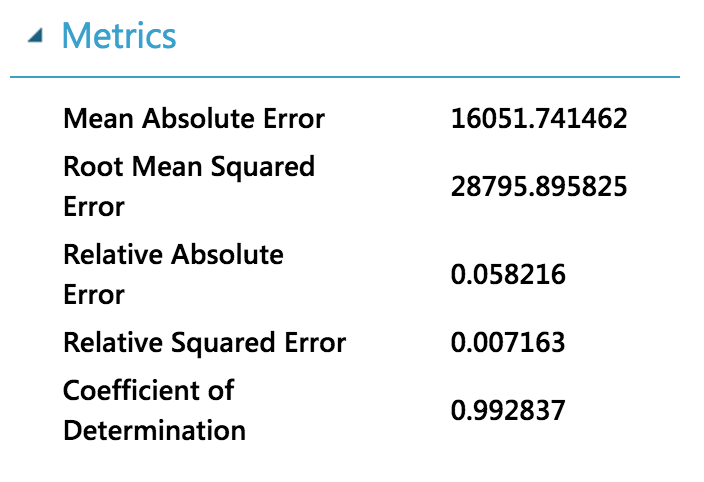 Metrics
Mean Absolute Error 16051.741462
Root Mean Squared
Error 28795.895825
Relative Absolute
Error 0.058216
Relative Squared Error 0.007163
Coefficient of
Determination 0.992837